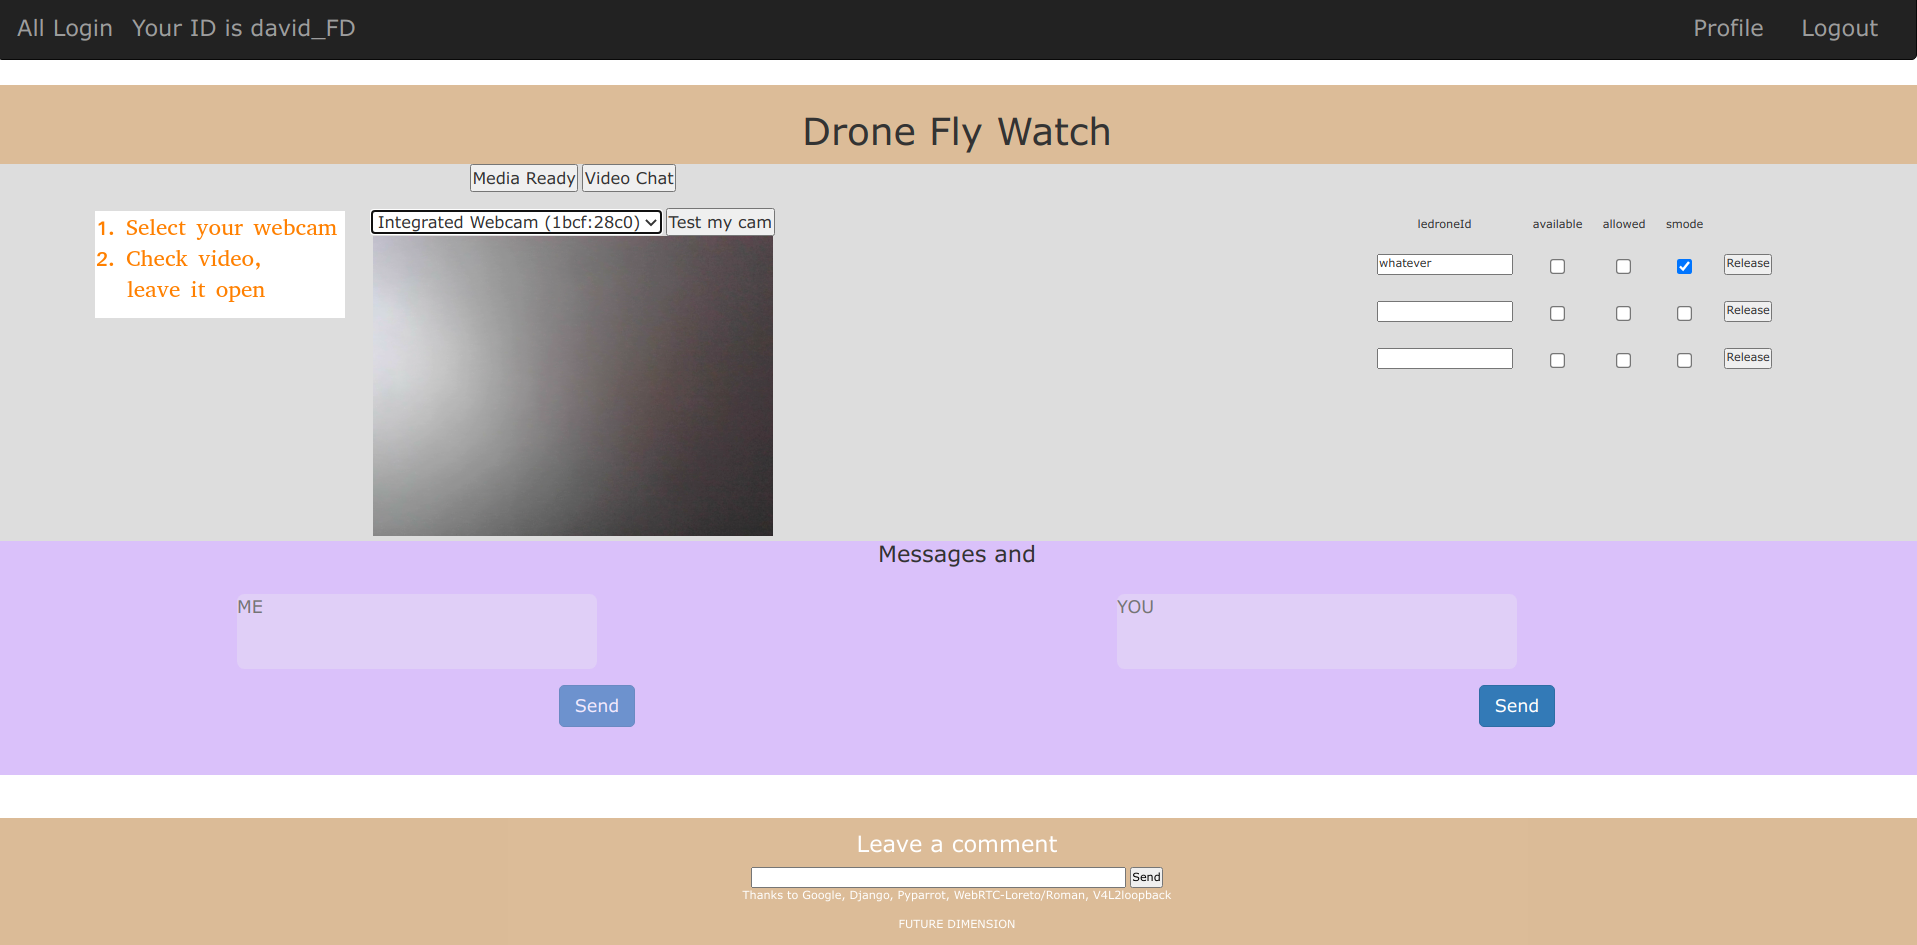 All Login Your ID is david_FD Profile Logout
Drone Fly Watch
Media Ready Video Chat
1. Select your webcam
2. Check video,
leave it open
Integrated Webcam (1bcf:28c0) Test my cam
ledroneId available allowed smode
whatever Release
Release
Release
Messages and
ME
YOU
Send
Send
Leave a comment
Send
Thanks to Google, Django, Pyparrot, WebRTC-Loreto/Roman, V4L2loopback
FUTURE DIMENSION